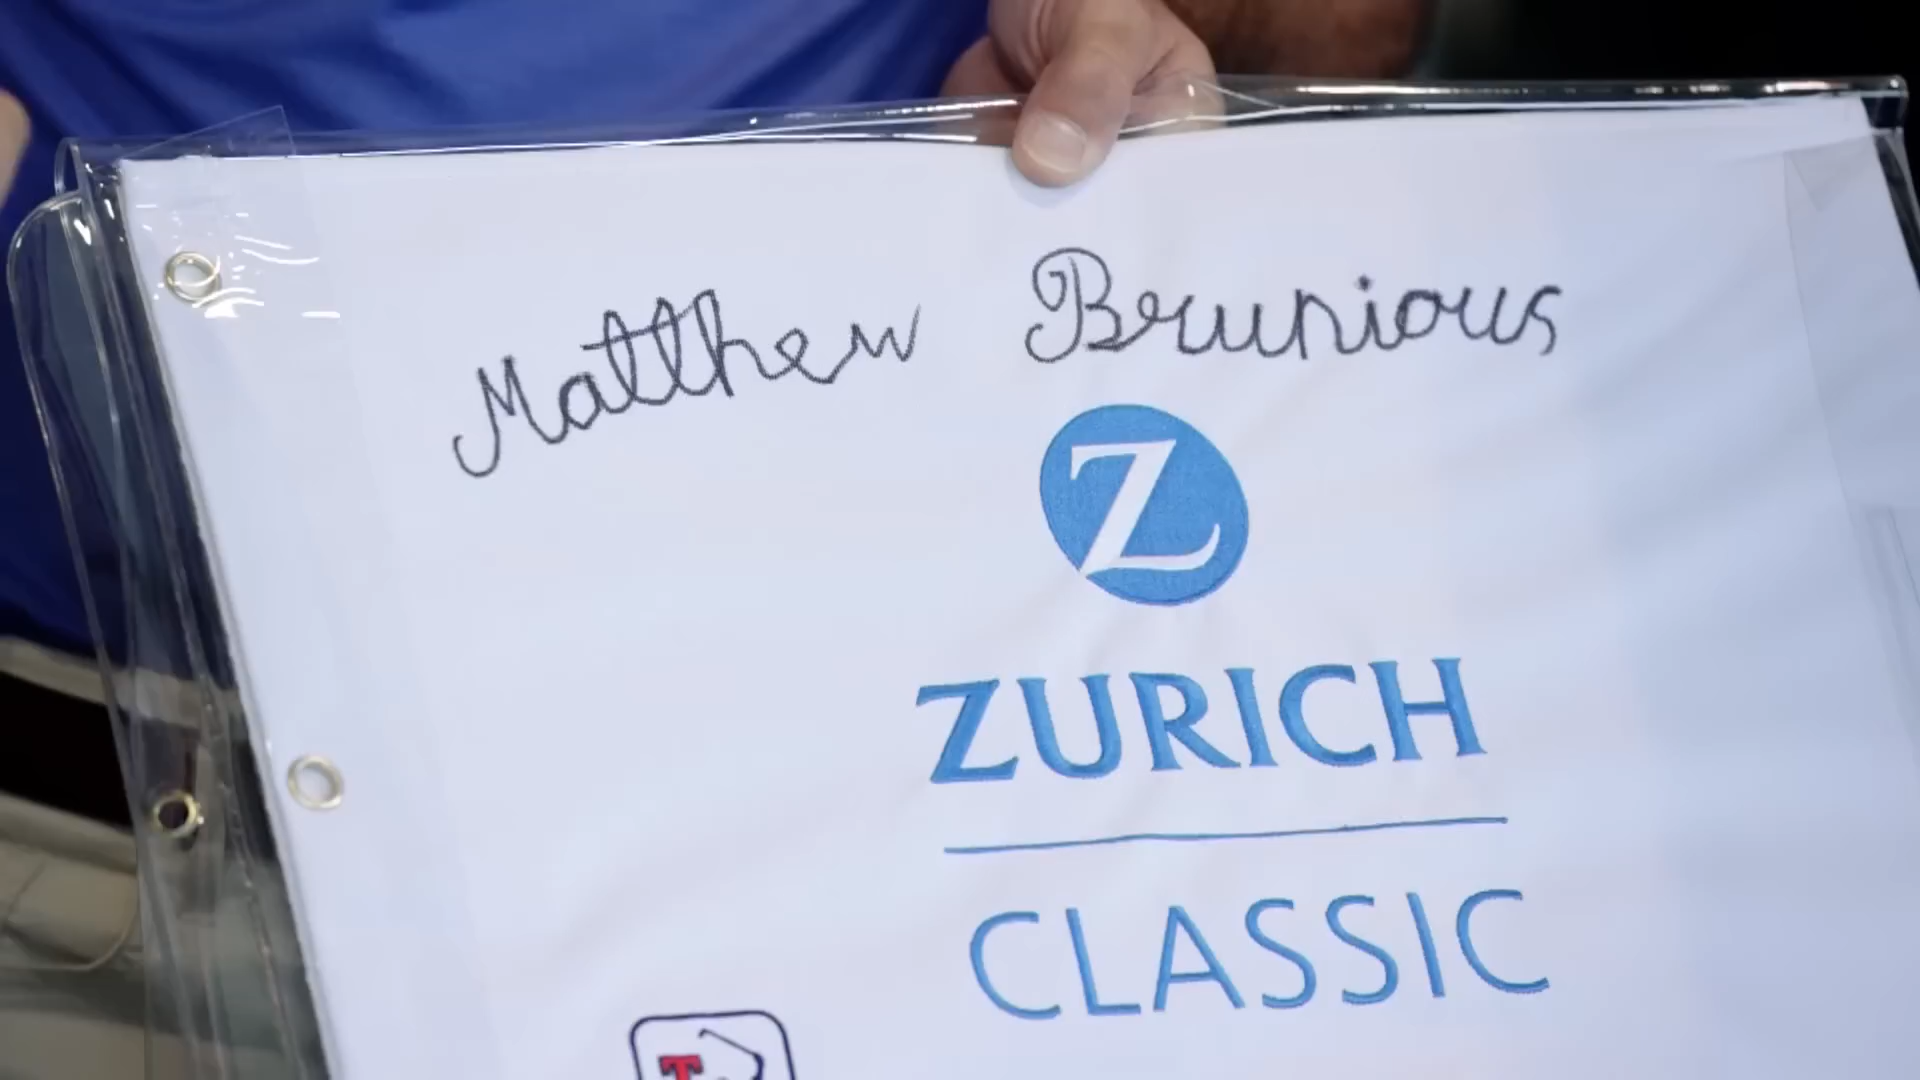 Matthew Brunious
Z
ZURICH
CLASSIC
T